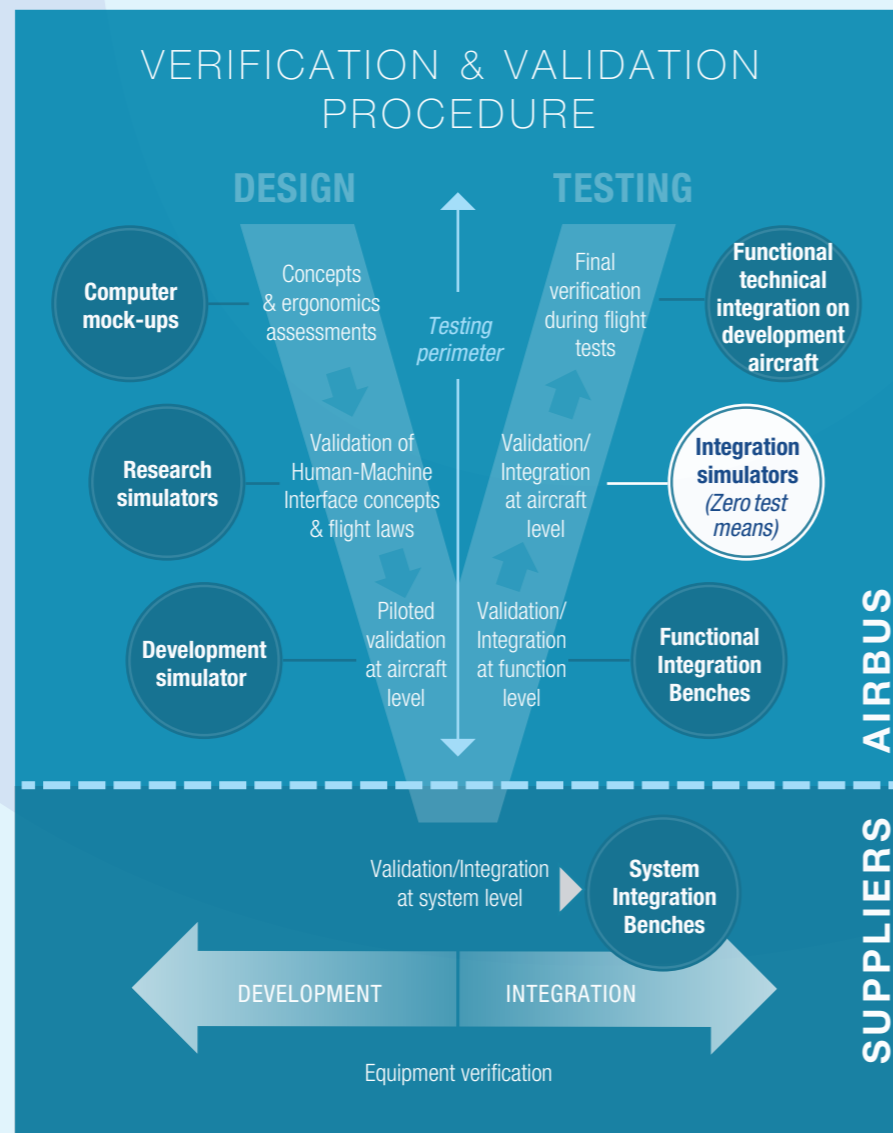 VERIFICATION & VALIDATION
PROCEDURE
DESIGN
TESTING
Computer
mock-ups
Concepts
& ergonomics
assessments
Testing
perimeter
Final
verification
during flight
tests
Functional
technical
integration on
development
aircraft
Research
simulators
Validation of
Human-Machine
Interface concepts
& flight laws
Validation/
Integration
at aircraft
level
Integration
simulators
(Zero test
means)
Development
simulator
Piloted
validation
at aircraft
level
Validation/
Integration
at function
level
Functional
Integration
Benches
AIRBUS
Validation/Integration
at system level
System
Integration
Benches
SUPPLIERS
DEVELOPMENT
INTEGRATION
Equipment verification